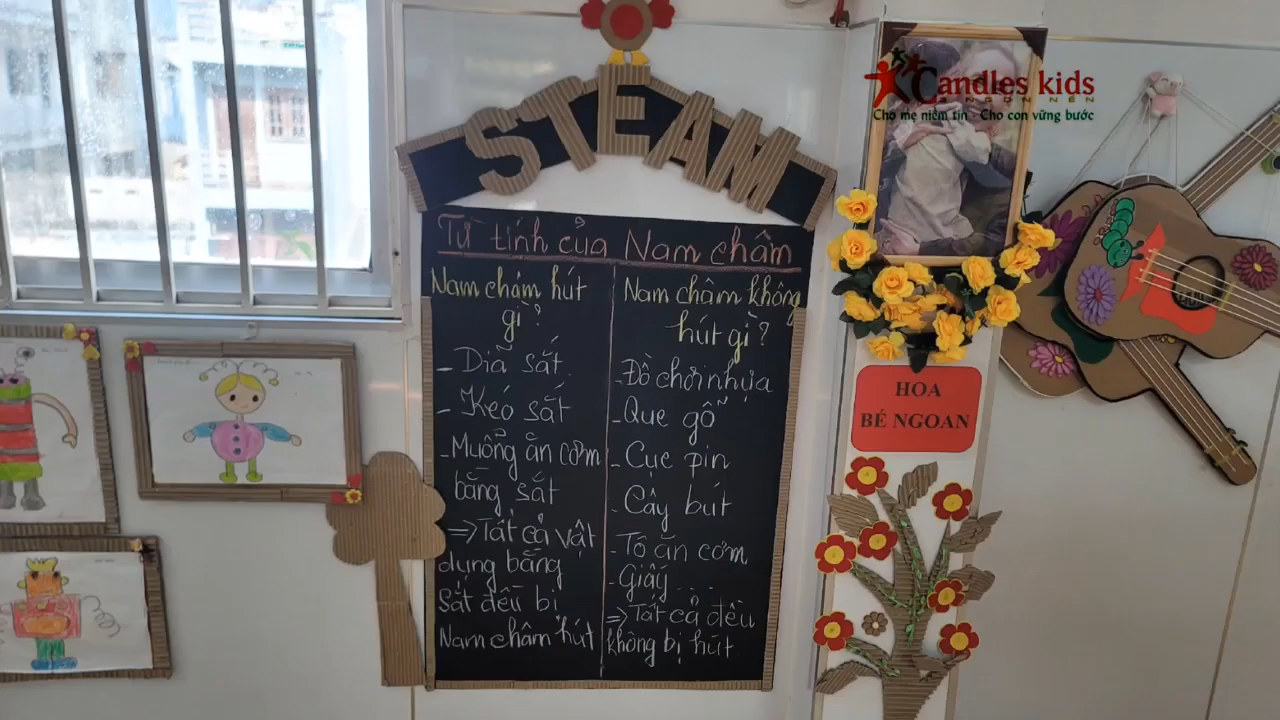 STEAM
Từ tính của Nam châm
Nam châm hút
gì?
- Dĩa sắt
- Kéo sắt
- Muỗng ăn cơm
bằng sắt
=> Tất cả vật
dụng bằng
sắt đều bị
Nam châm hút
Nam châm không
hút gì?
- Đồ chơi nhựa
- Que gỗ
- Cục pin
- Cây bút
- Tô ăn cơm
- Giấy...
=> Tất cả đều
không bị hút
Candles kids
NGỌN NẾN
Cho mẹ niềm tin - Cho con vững bước
HOA
BÉ NGOAN